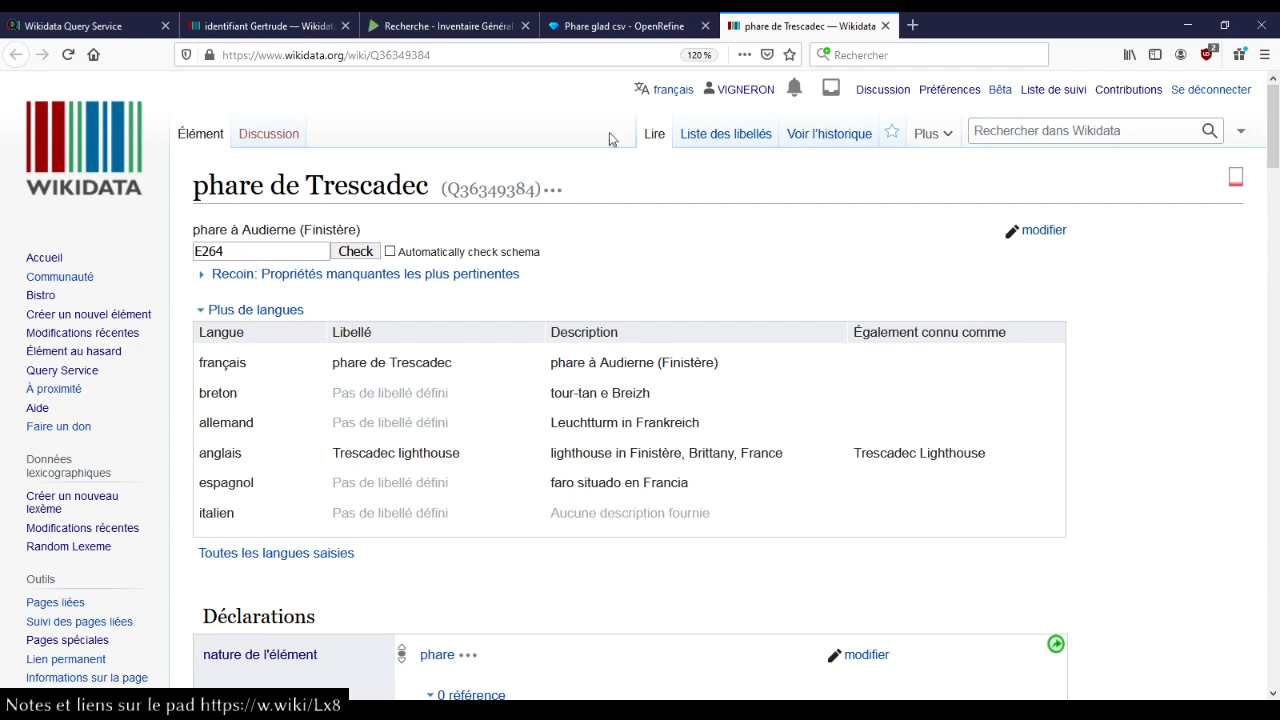 Wikidata Query Service
identifiant Gertrude — Wikidat
Recherche - Inventaire Général
Phare glad csv - OpenRefine
phare de Trescadec — Wikidata
https://www.wikidata.org/wiki/Q36349384
120 %
Rechercher
2
français
VIGNERON
Discussion
Préférences
Bêta
Liste de suivi
Contributions
Se déconnecter
WIKIDATA
Élément
Discussion
Lire
Liste des libellés
Voir l’historique
Plus
Rechercher dans Wikidata
phare de Trescadec (Q36349384)
phare à Audierne (Finistère)
modifier
E264
Check
Automatically check schema
Recoin: Propriétés manquantes les plus pertinentes
Plus de langues
Langue Libellé Description Également connu comme
français phare de Trescadec phare à Audierne (Finistère)
breton Pas de libellé défini tour-tan e Breizh
allemand Pas de libellé défini Leuchtturm in Frankreich
anglais Trescadec lighthouse lighthouse in Finistère, Brittany, France Trescadec Lighthouse
espagnol Pas de libellé défini faro situado en Francia
italien Pas de libellé défini Aucune description fournie
Toutes les langues saisies
Déclarations
nature de l'élément
phare
modifier
0 référence
Accueil
Communauté
Bistro
Créer un nouvel élément
Modifications récentes
Élément au hasard
Query Service
À proximité
Aide
Faire un don
Données
lexicographiques
Créer un nouveau
lexème
Modifications récentes
Random Lexeme
Outils
Pages liées
Suivi des pages liées
Pages spéciales
Lien permanent
Informations sur la page
Notes et liens sur le pad https://w.wiki/Lx8